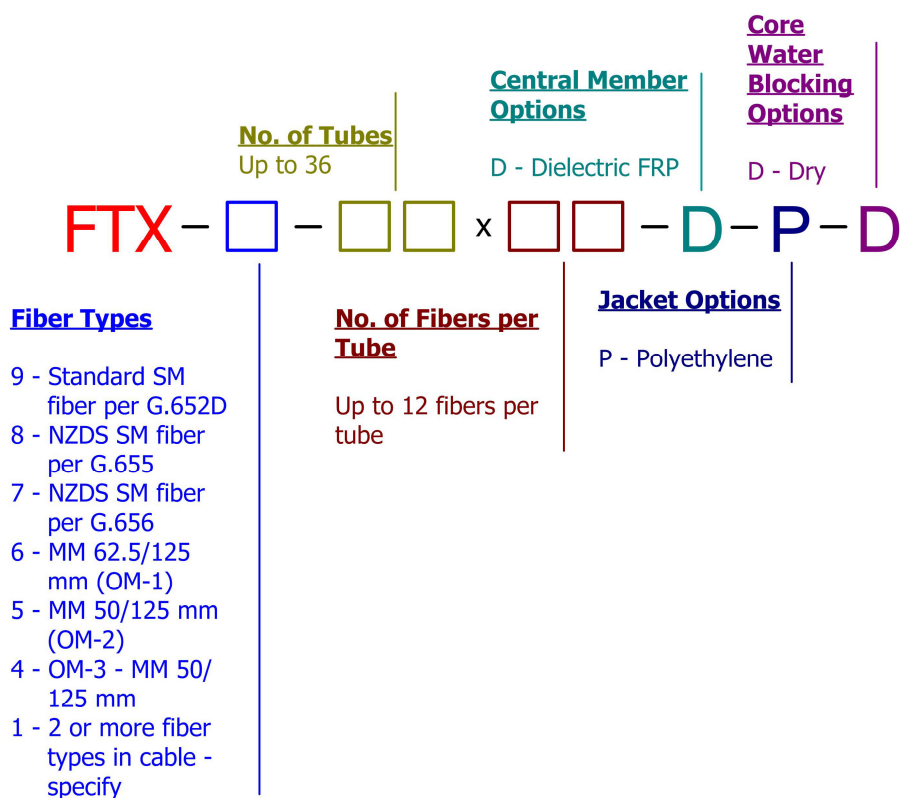 Core
Water
Blocking
Options
D - Dry
Central Member
Options
D - Dielectric FRP
No. of Tubes
Up to 36
FTX – □ – □□ x □□ – D – P – D
Fiber Types
9 - Standard SM
fiber per G.652D
8 - NZDS SM fiber
per G.655
7 - NZDS SM fiber
per G.656
6 - MM 62.5/125
mm (OM-1)
5 - MM 50/125 mm
(OM-2)
4 - OM-3 - MM 50/
125 mm
1 - 2 or more fiber
types in cable -
specify
No. of Fibers per
Tube
Up to 12 fibers per
tube
Jacket Options
P - Polyethylene